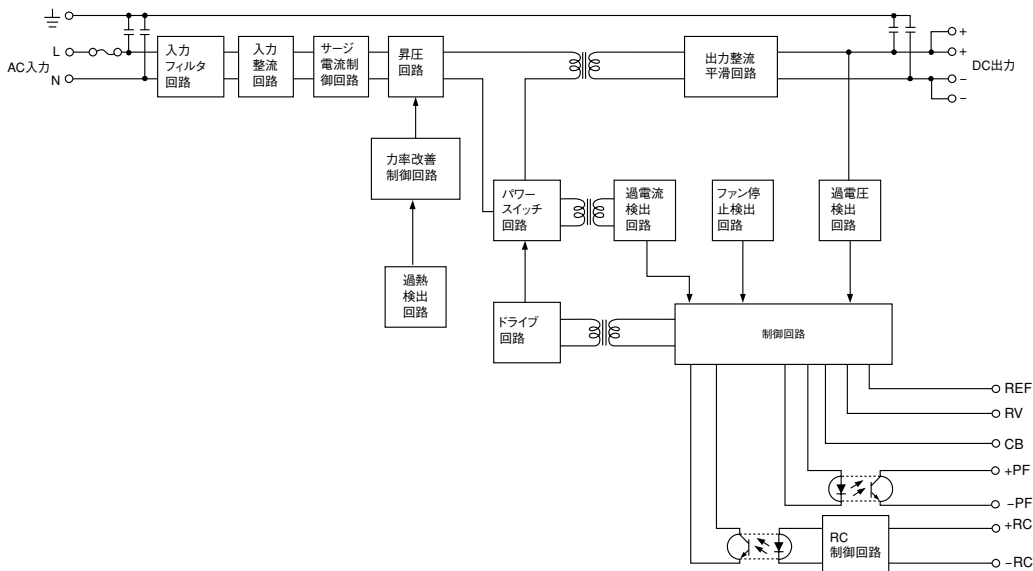 L
AC入力
N
入力
フィルタ
回路
入力
整流
回路
サージ
電流制
御回路
昇圧
回路
出力整流
平滑回路
+
+
DC出力
−
−
力率改善
制御回路
過熱
検出
回路
パワー
スイッチ
回路
過電流
検出
回路
ファン停
止検出
回路
過電圧
検出
回路
ドライブ
回路
制御回路
REF
RV
CB
+PF
−PF
RC
制御回路
+RC
−RC